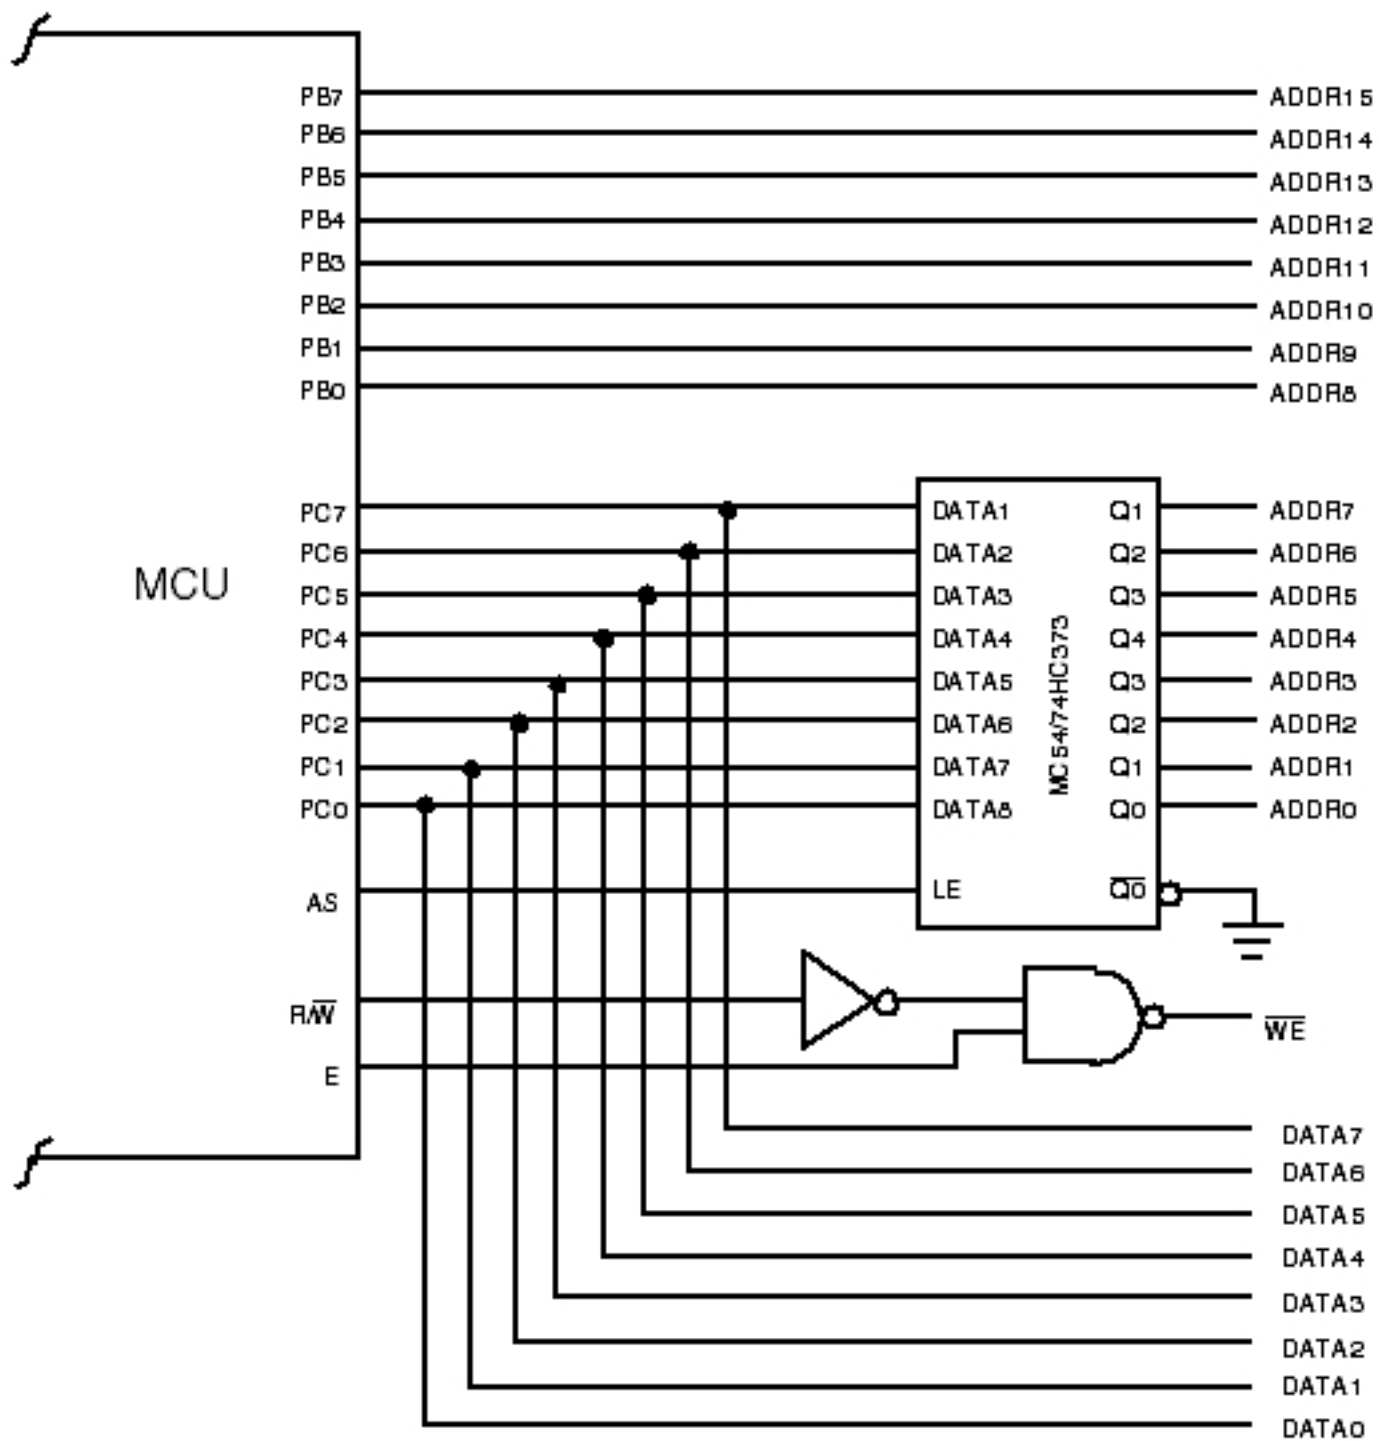 PB7 ADDR15
PB6 ADDR14
PB5 ADDR13
PB4 ADDR12
PB3 ADDR11
PB2 ADDR10
PB1 ADDR9
PB0 ADDR8
PC7 DATA1 Q1 ADDR7
PC6 DATA2 Q2 ADDR6
MCU
PC5 DATA3 Q3 ADDR5
PC4 DATA4 Q4 ADDR4
MC54/74HC373
PC3 DATA5 Q3 ADDR3
PC2 DATA6 Q2 ADDR2
PC1 DATA7 Q1 ADDR1
PC0 DATA8 Q0 ADDR0
AS LE Q̅0̅
R/W̅
W̅E̅
E
DATA7
DATA6
DATA5
DATA4
DATA3
DATA2
DATA1
DATA0